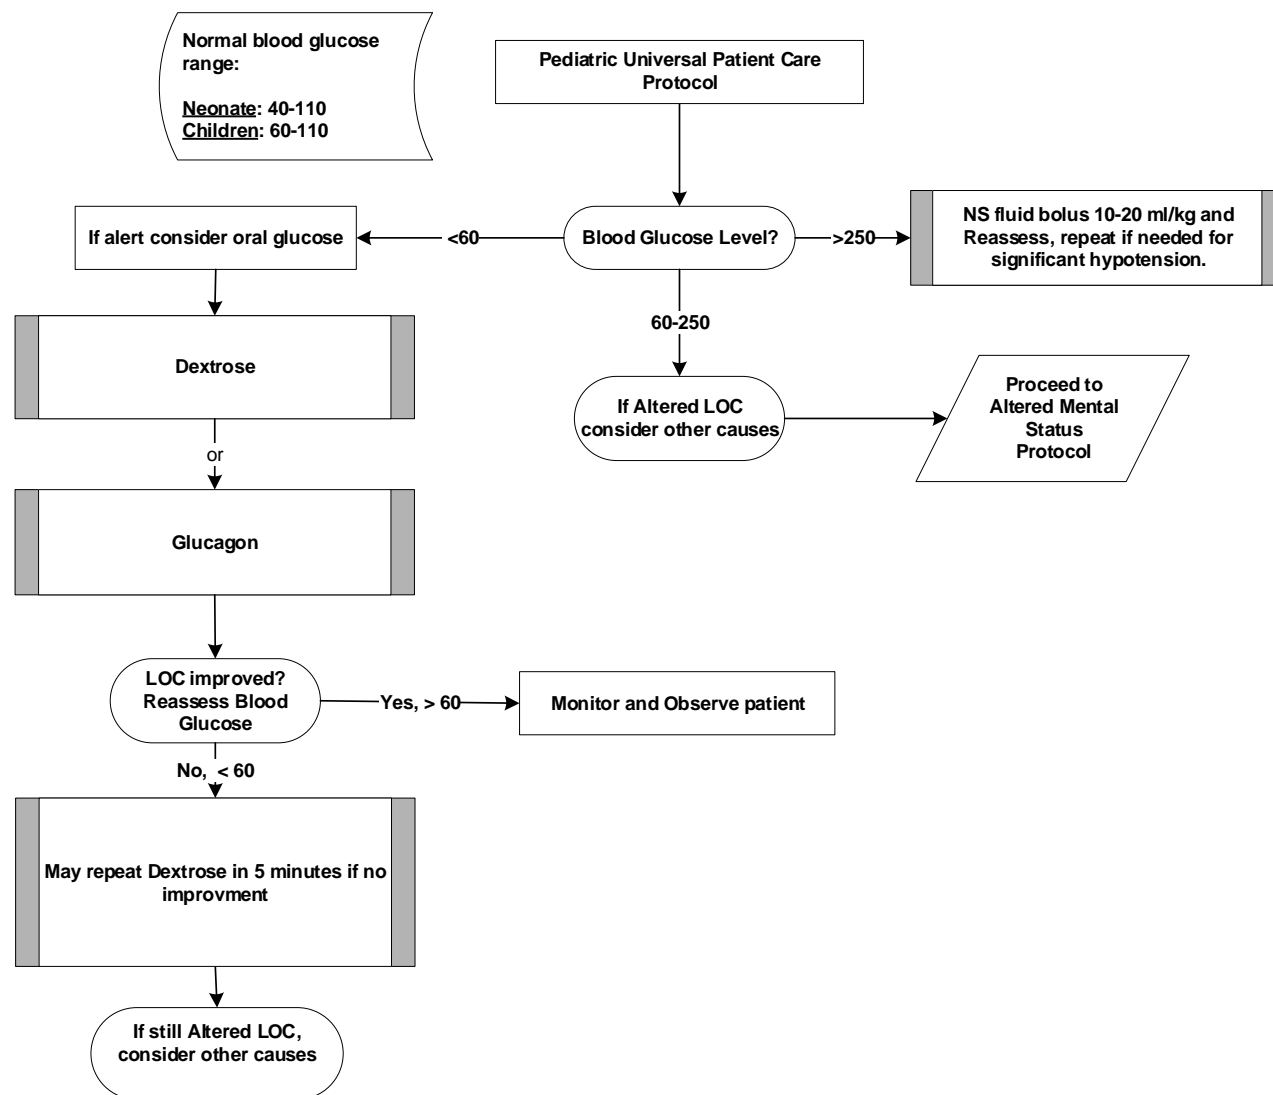 Normal blood glucose
range:
Neonate: 40-110
Children: 60-110
Pediatric Universal Patient Care
Protocol
If alert consider oral glucose
<60
Blood Glucose Level?
>250
NS fluid bolus 10-20 ml/kg and
Reassess, repeat if needed for
significant hypotension.
60-250
Dextrose
or
If Altered LOC
consider other causes
Proceed to
Altered Mental
Status
Protocol
Glucagon
LOC improved?
Reassess Blood
Glucose
Yes, > 60
Monitor and Observe patient
No, < 60
May repeat Dextrose in 5 minutes if no
improvment
If still Altered LOC,
consider other causes